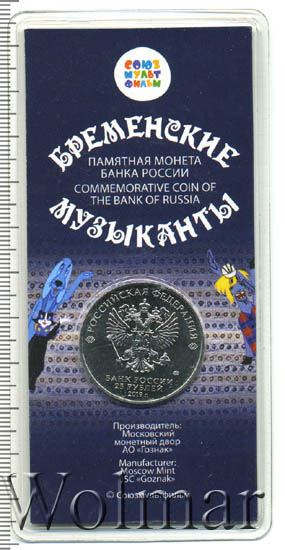 СОЮЗ
МУЛЬТ
ФИЛЬМ
БРЕМЕНСКИЕ
ПАМЯТНАЯ МОНЕТА
БАНКА РОССИИ
COMMEMORATIVE COIN OF
THE BANK OF RUSSIA
МУЗЫКАНТЫ
РОССИЙСКАЯ ФЕДЕРАЦИЯ
БАНК РОССИИ
25 РУБЛЕЙ
2019 г.
Производитель:
Московский
монетный двор
АО «Гознак»
Manufacturer:
Moscow Mint
JSC «Goznak»
© Союзмультфильм
Wolmar